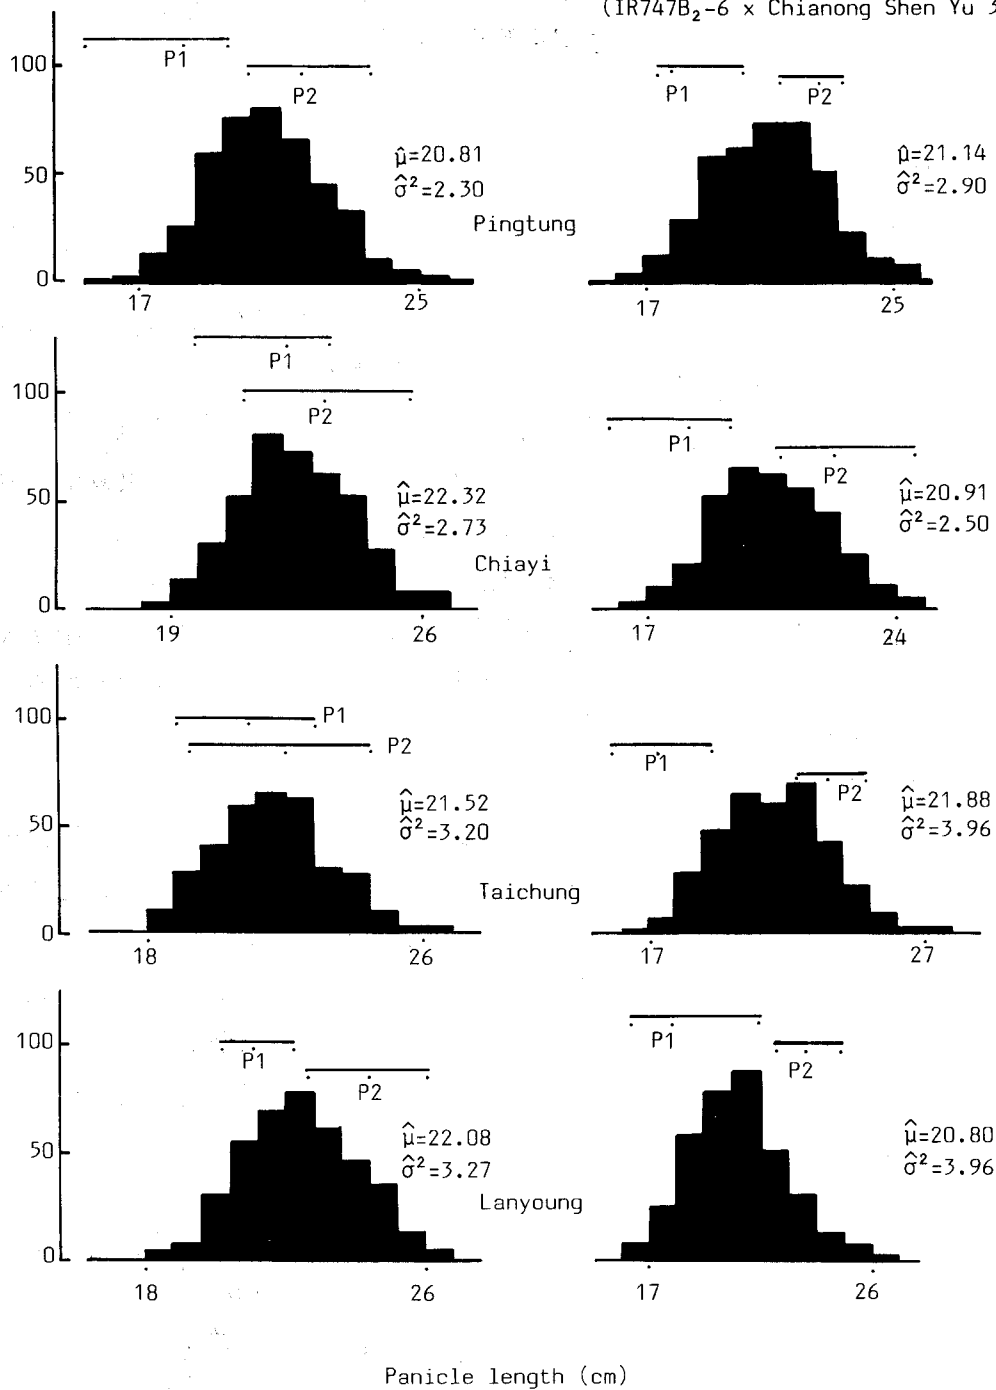 (IR747B₂-6 x Chianong Shen Yu
P1
100
P2
P1
P2
50
μ̂=20.81
σ̂²=2.30
μ̂=21.14
σ̂²=2.90
Pingtung
0
17
25
17
25
P1
100
P2
P1
P2
50
μ̂=22.32
σ̂²=2.73
μ̂=20.91
σ̂²=2.50
Chiayi
0
19
26
17
24
100
P1
P2
P1
P2
50
μ̂=21.52
σ̂²=3.20
μ̂=21.88
σ̂²=3.96
Taichung
0
18
26
17
27
100
P1
P2
P1
P2
50
μ̂=22.08
σ̂²=3.27
μ̂=20.80
σ̂²=3.96
Lanyoung
0
18
26
17
26
Panicle length (cm)